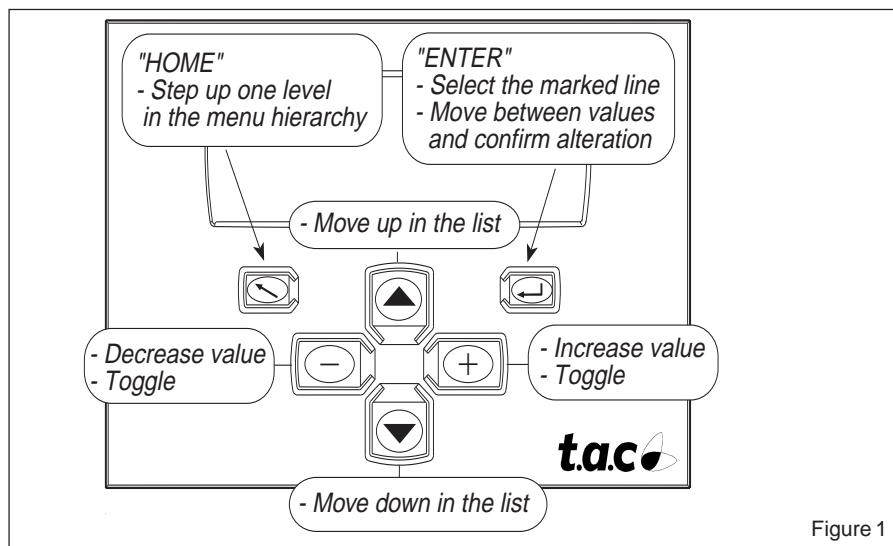 "HOME"
- Step up one level
in the menu hierarchy
"ENTER"
- Select the marked line
- Move between values
and confirm alteration
- Move up in the list
- Decrease value
- Toggle
−
+
- Increase value
- Toggle
t.a.c
- Move down in the list
Figure 1